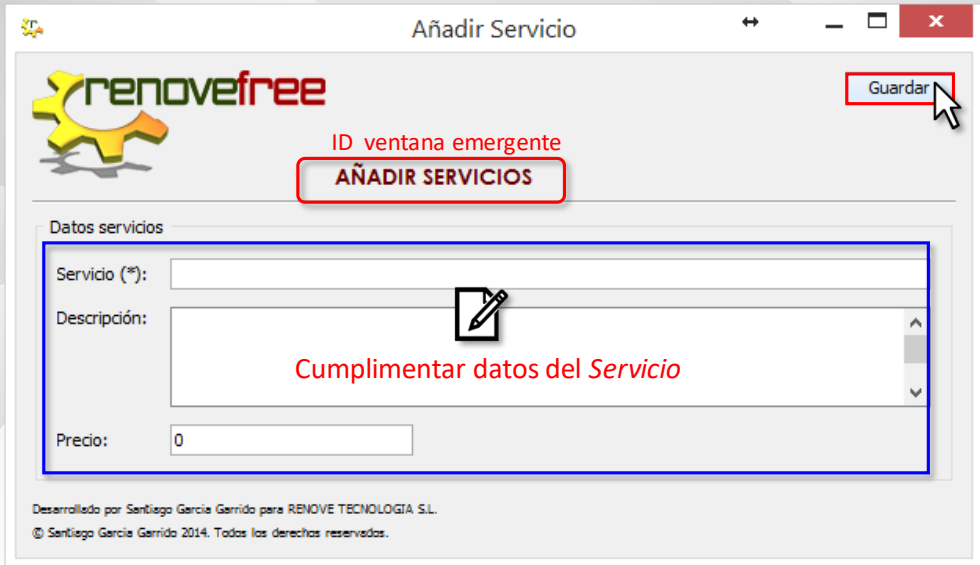 Añadir Servicio
renovefree
Guardar
ID ventana emergente
AÑADIR SERVICIOS
Datos servicios
Servicio (*):
Descripción:
Cumplimentar datos del Servicio
Precio:
0
Desarrollado por Santiago Garcia Garrido para RENOVE TECNOLOGIA S.L.
© Santiago Garcia Garrido 2014. Todos los derechos reservados.